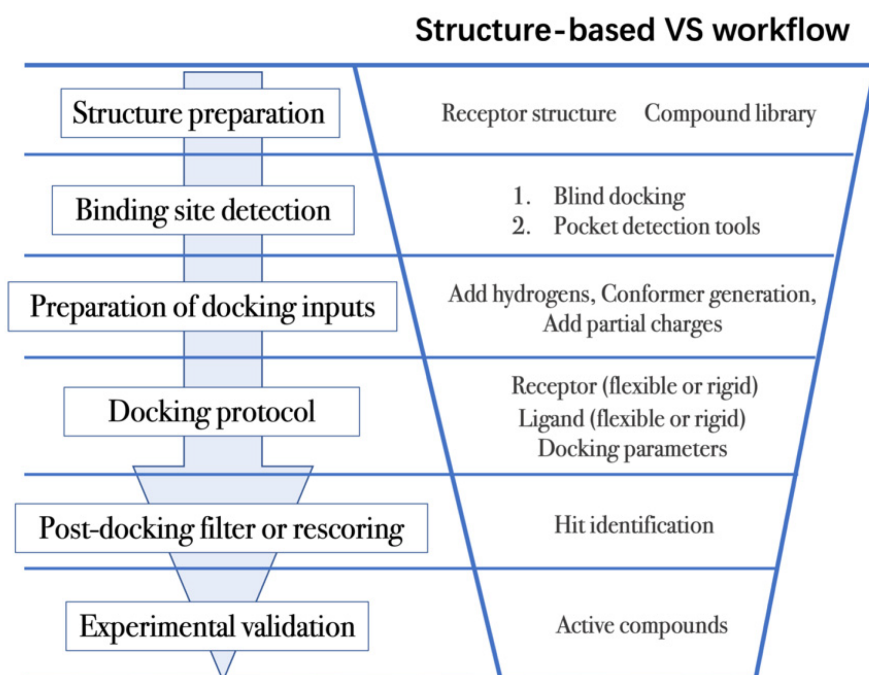 Structure-based VS workflow
Structure preparation
Receptor structure Compound library
Binding site detection
1. Blind docking
2. Pocket detection tools
Preparation of docking inputs
Add hydrogens, Conformer generation,
Add partial charges
Docking protocol
Receptor (flexible or rigid)
Ligand (flexible or rigid)
Docking parameters
Post-docking filter or rescoring
Hit identification
Experimental validation
Active compounds